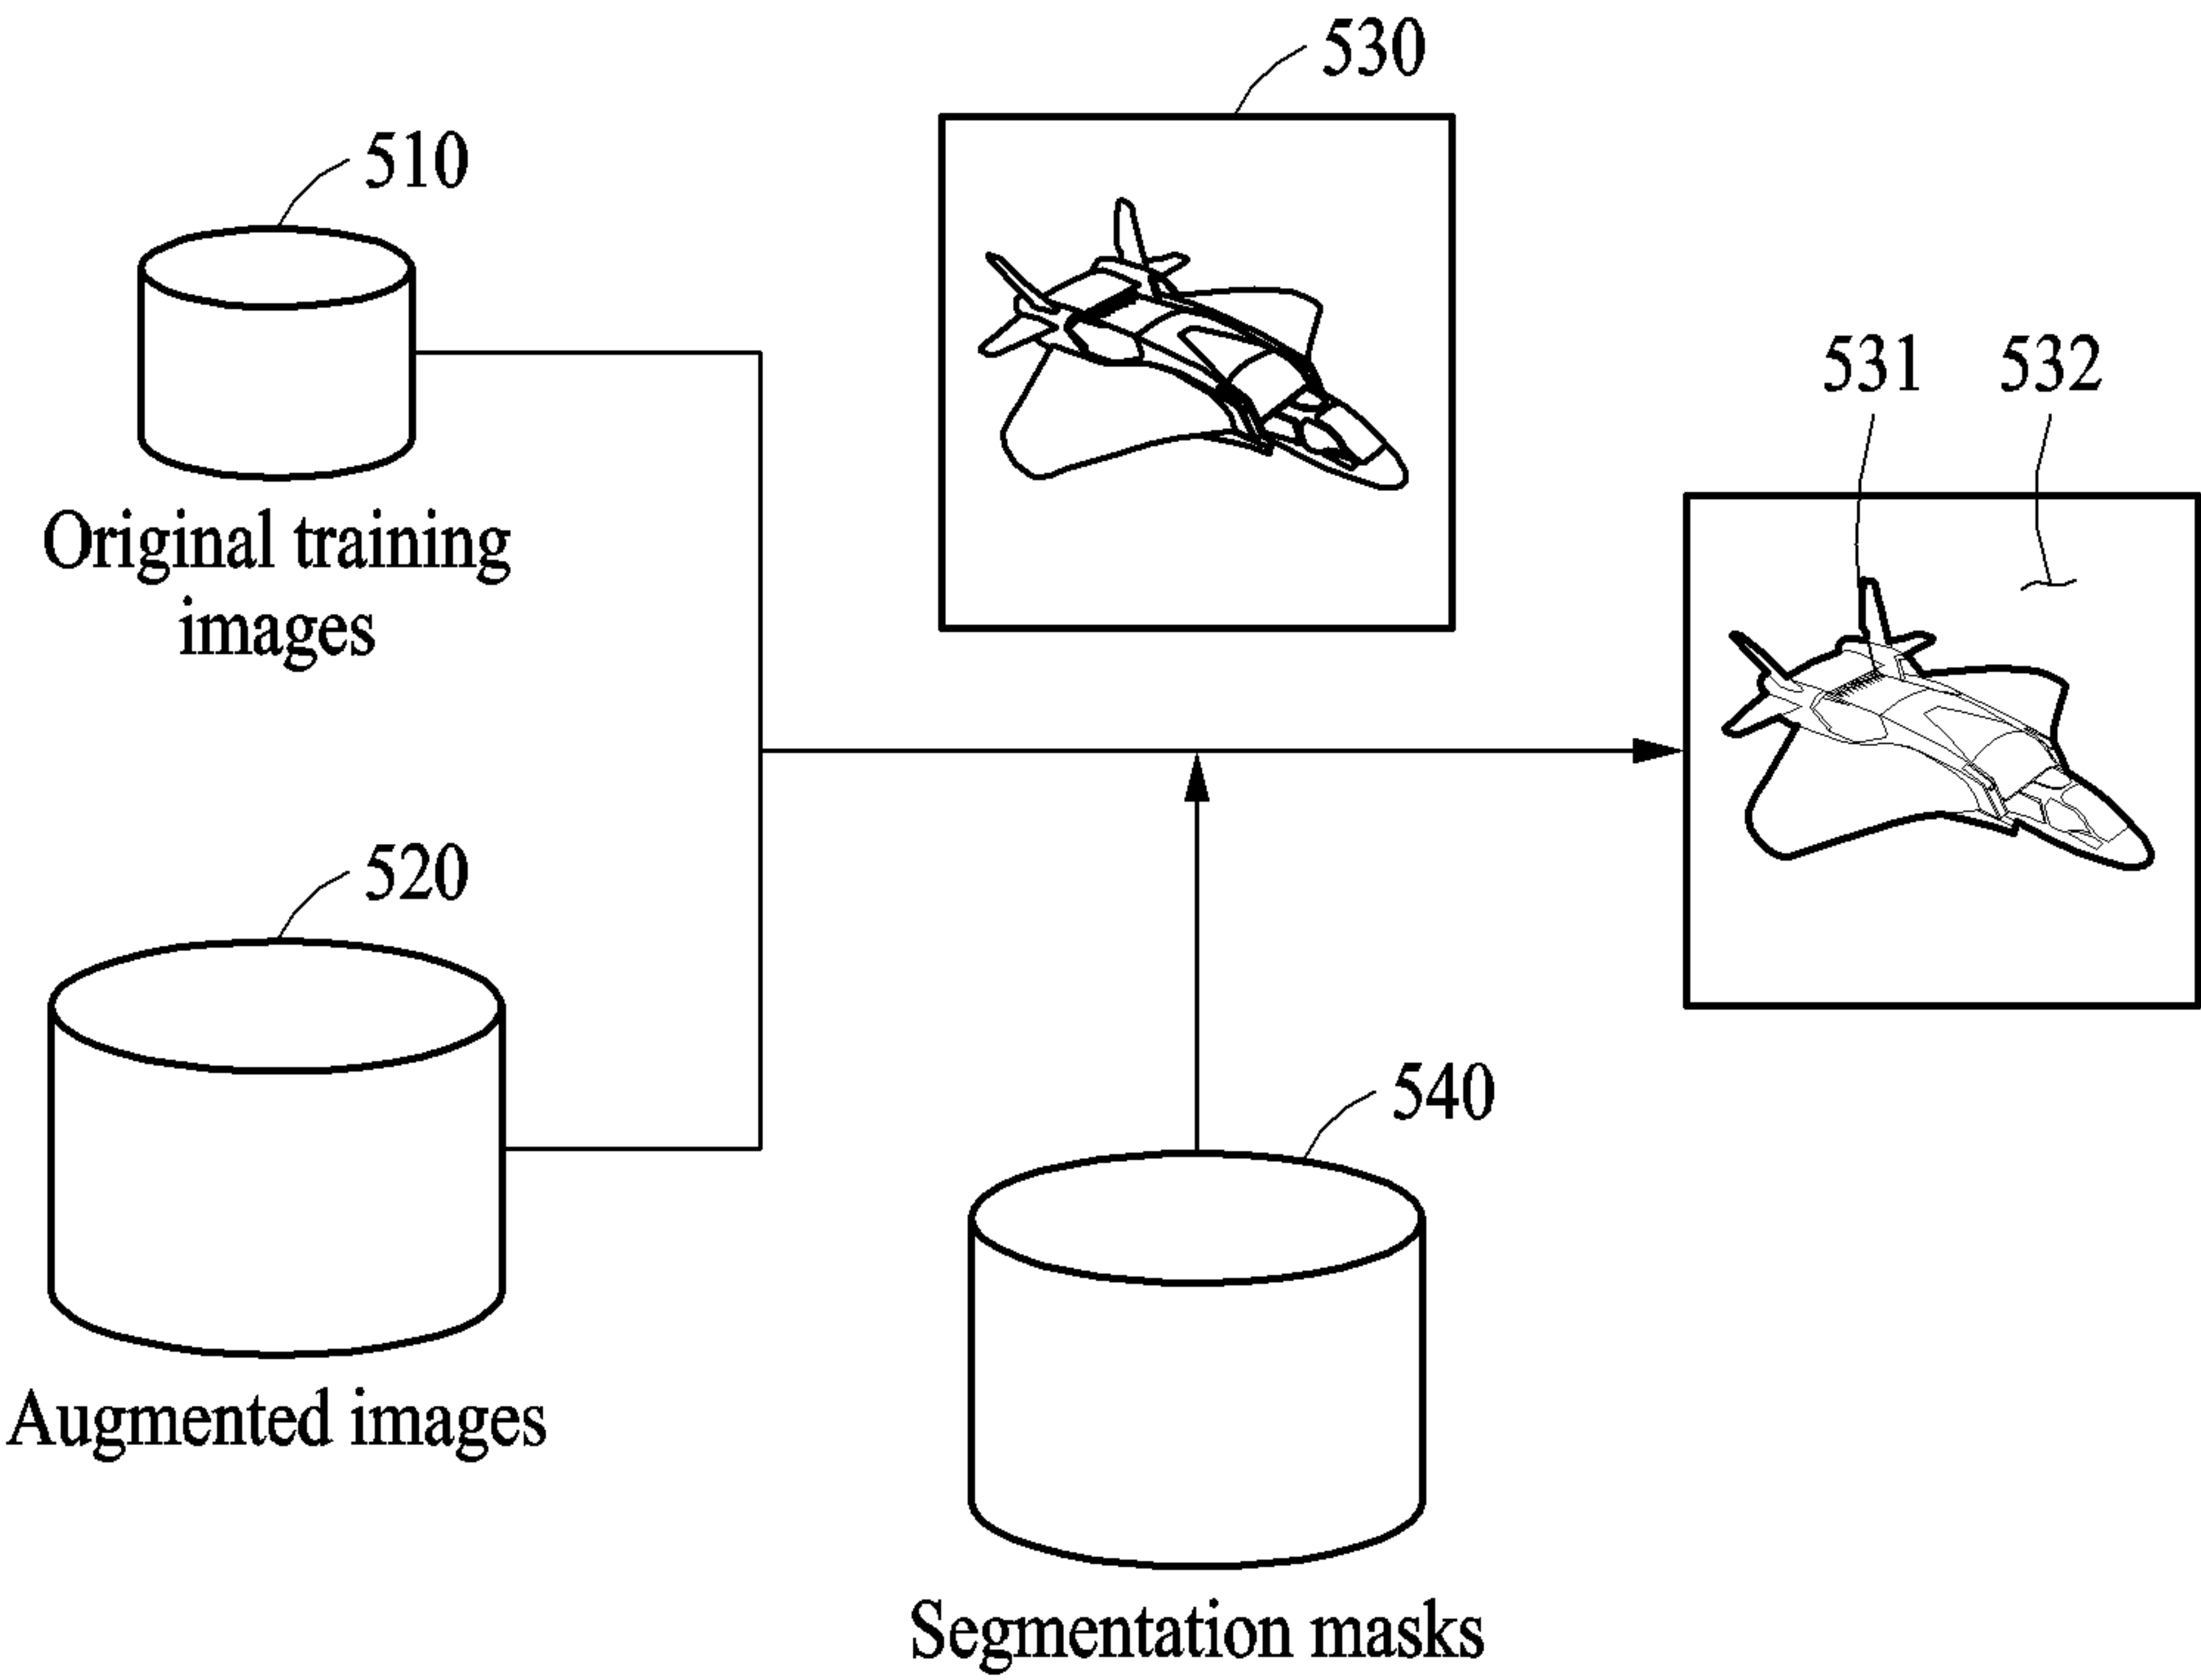 530
510
531
532
Original training
images
520
540
Augmented images
Segmentation masks